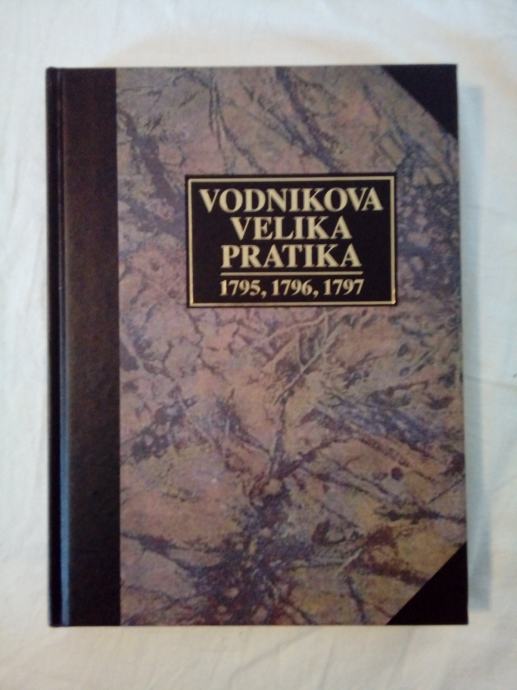 VODNIKOVA
VELIKA
PRATIKA
1795, 1796, 1797